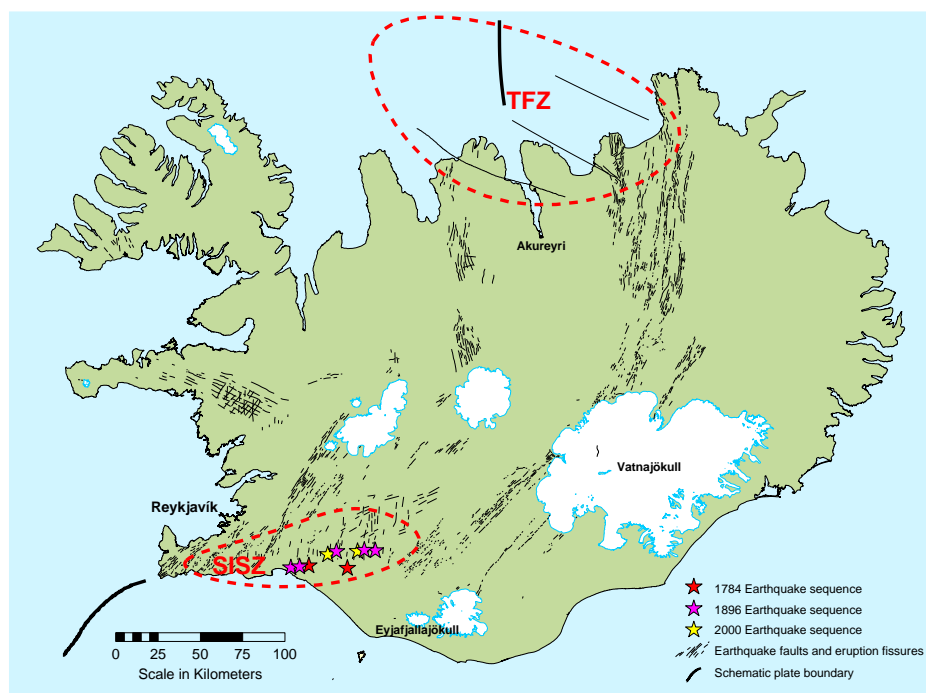 TFZ
Akureyri
Vatnajökull
Reykjavík
SISZ
Eyjafjallajökull
1784 Earthquake sequence
1896 Earthquake sequence
2000 Earthquake sequence
Earthquake faults and eruption fissures
Schematic plate boundary
0 25 50 75 100
Scale in Kilometers